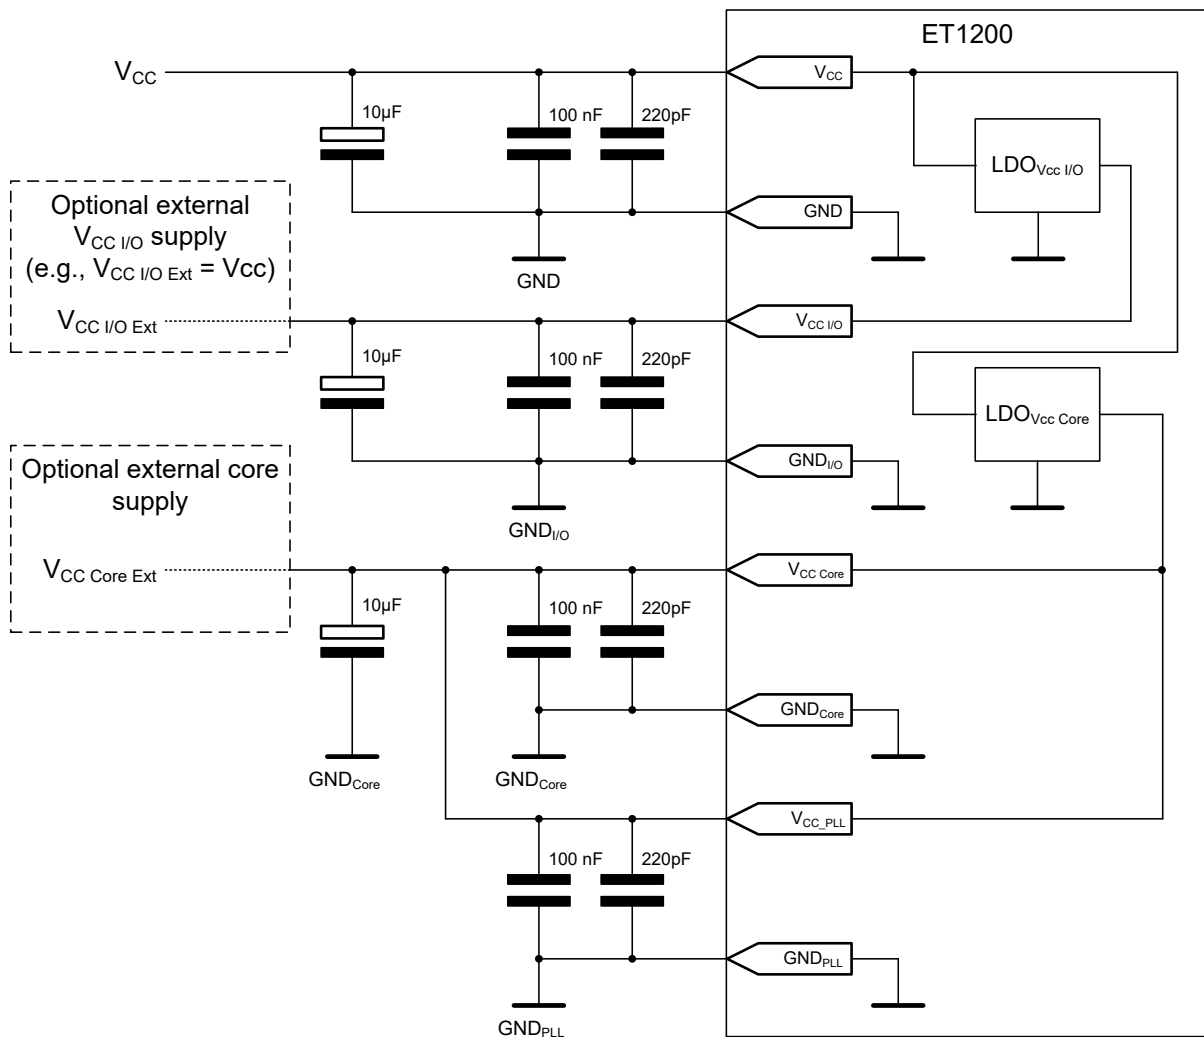 ET1200
VCC
10µF
100 nF
220pF
VCC
LDOVcc I/O
GND
GND
Optional external
VCC I/O supply
(e.g., VCC I/O Ext = Vcc)
VCC I/O Ext
10µF
100 nF
220pF
VCC I/O
LDOVcc Core
GNDI/O
GNDI/O
Optional external core
supply
VCC Core Ext
10µF
100 nF
220pF
VCC Core
GNDCore
GNDCore
GNDCore
100 nF
220pF
VCC_PLL
GNDPLL
GNDPLL